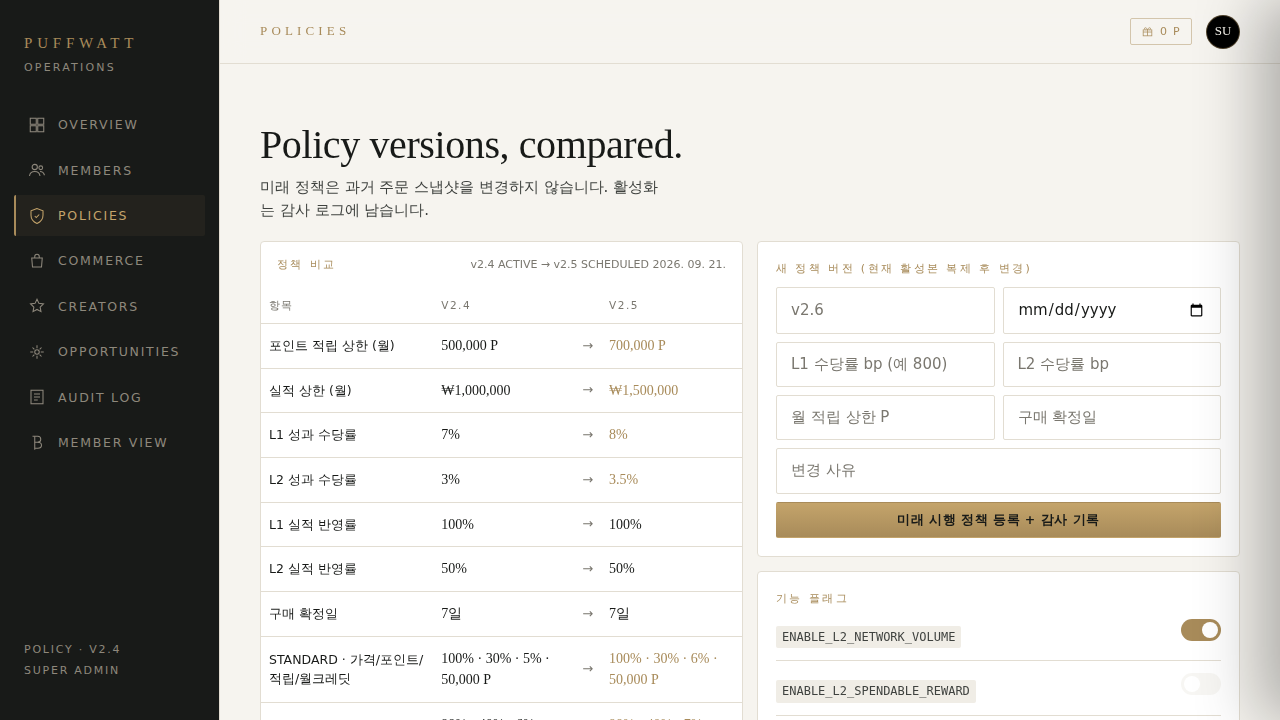 PUFFWATT
OPERATIONS
OVERVIEW
MEMBERS
POLICIES
COMMERCE
CREATORS
OPPORTUNITIES
AUDIT LOG
MEMBER VIEW
POLICY · V2.4
SUPER ADMIN
POLICIES
0 P
SU
Policy versions, compared.
미래 정책은 과거 주문 스냅샷을 변경하지 않습니다. 활성화
는 감사 로그에 남습니다.
정책 비교
v2.4 ACTIVE → v2.5 SCHEDULED 2026. 09. 21.
항목 V2.4 V2.5
포인트 적립 상한 (월) 500,000 P → 700,000 P
실적 상한 (월) ₩1,000,000 → ₩1,500,000
L1 성과 수당률 7% → 8%
L2 성과 수당률 3% → 3.5%
L1 실적 반영률 100% → 100%
L2 실적 반영률 50% → 50%
구매 확정일 7일 → 7일
STANDARD · 가격/포인트/ 100% · 30% · 5% · → 100% · 30% · 6% ·
적립/월크레딧 50,000 P 50,000 P
새 정책 버전 (현재 활성본 복제 후 변경)
v2.6
mm/dd/yyyy
L1 수당률 bp (예 800)
L2 수당률 bp
월 적립 상한 P
구매 확정일
변경 사유
미래 시행 정책 등록 + 감사 기록
기능 플래그
ENABLE_L2_NETWORK_VOLUME
ENABLE_L2_SPENDABLE_REWARD